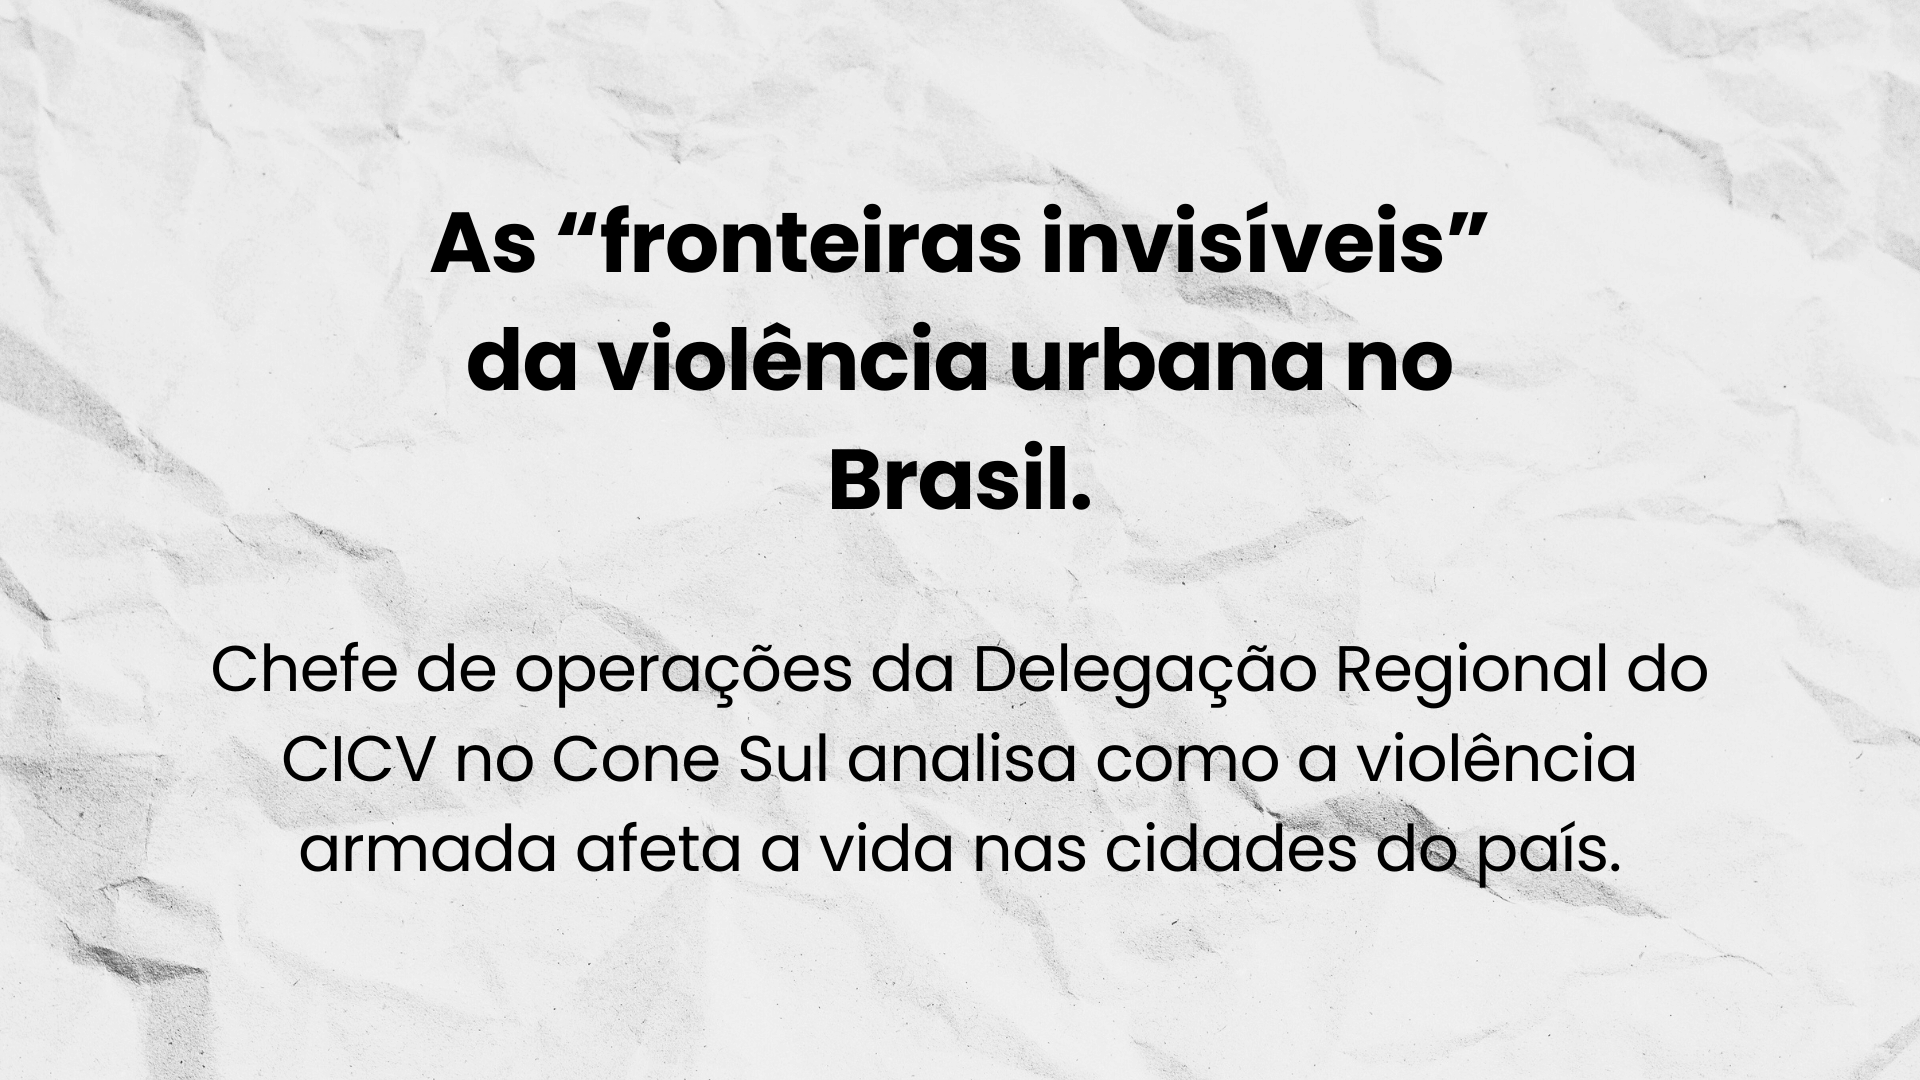 As “fronteiras invisíveis”
da violência urbana no
Brasil.
Chefe de operações da Delegação Regional do
CICV no Cone Sul analisa como a violência
armada afeta a vida nas cidades do país.